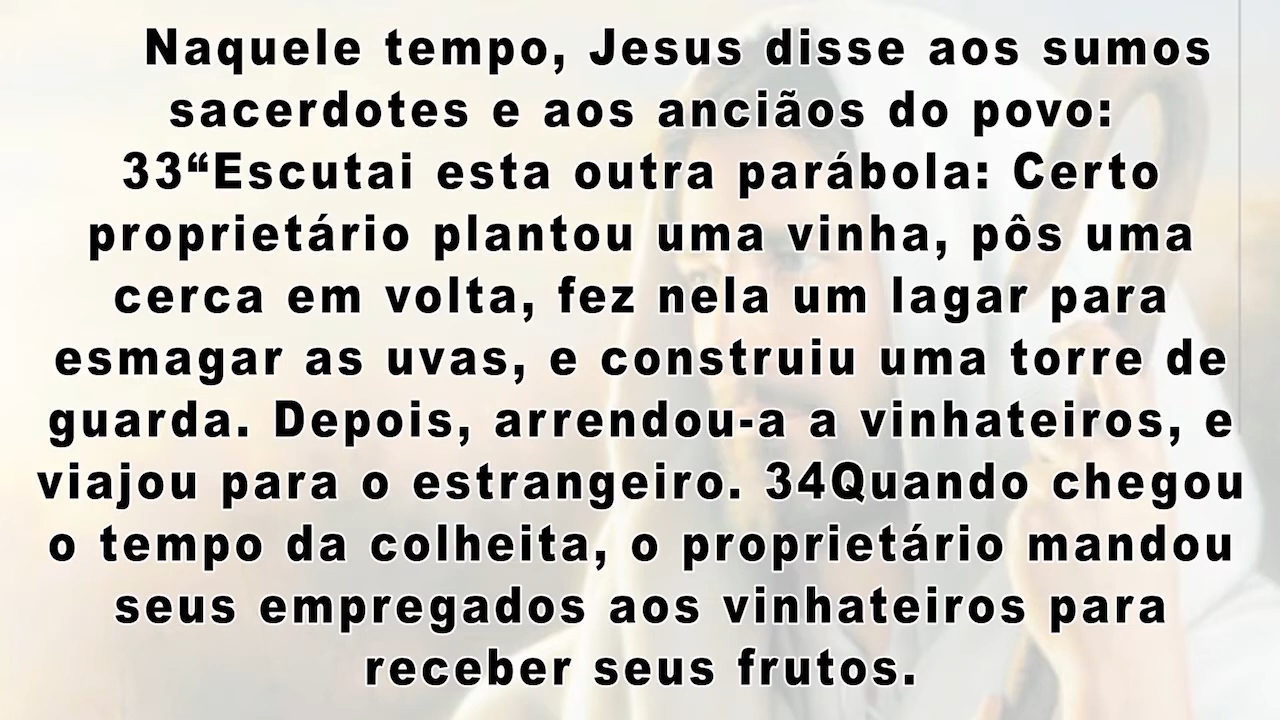 Naquele tempo, Jesus disse aos sumos
sacerdotes e aos anciãos do povo:
33“Escutai esta outra parábola: Certo
proprietário plantou uma vinha, pôs uma
cerca em volta, fez nela um lagar para
esmagar as uvas, e construiu uma torre de
guarda. Depois, arrendou-a a vinhateiros, e
viajou para o estrangeiro. 34Quando chegou
o tempo da colheita, o proprietário mandou
seus empregados aos vinhateiros para
receber seus frutos.